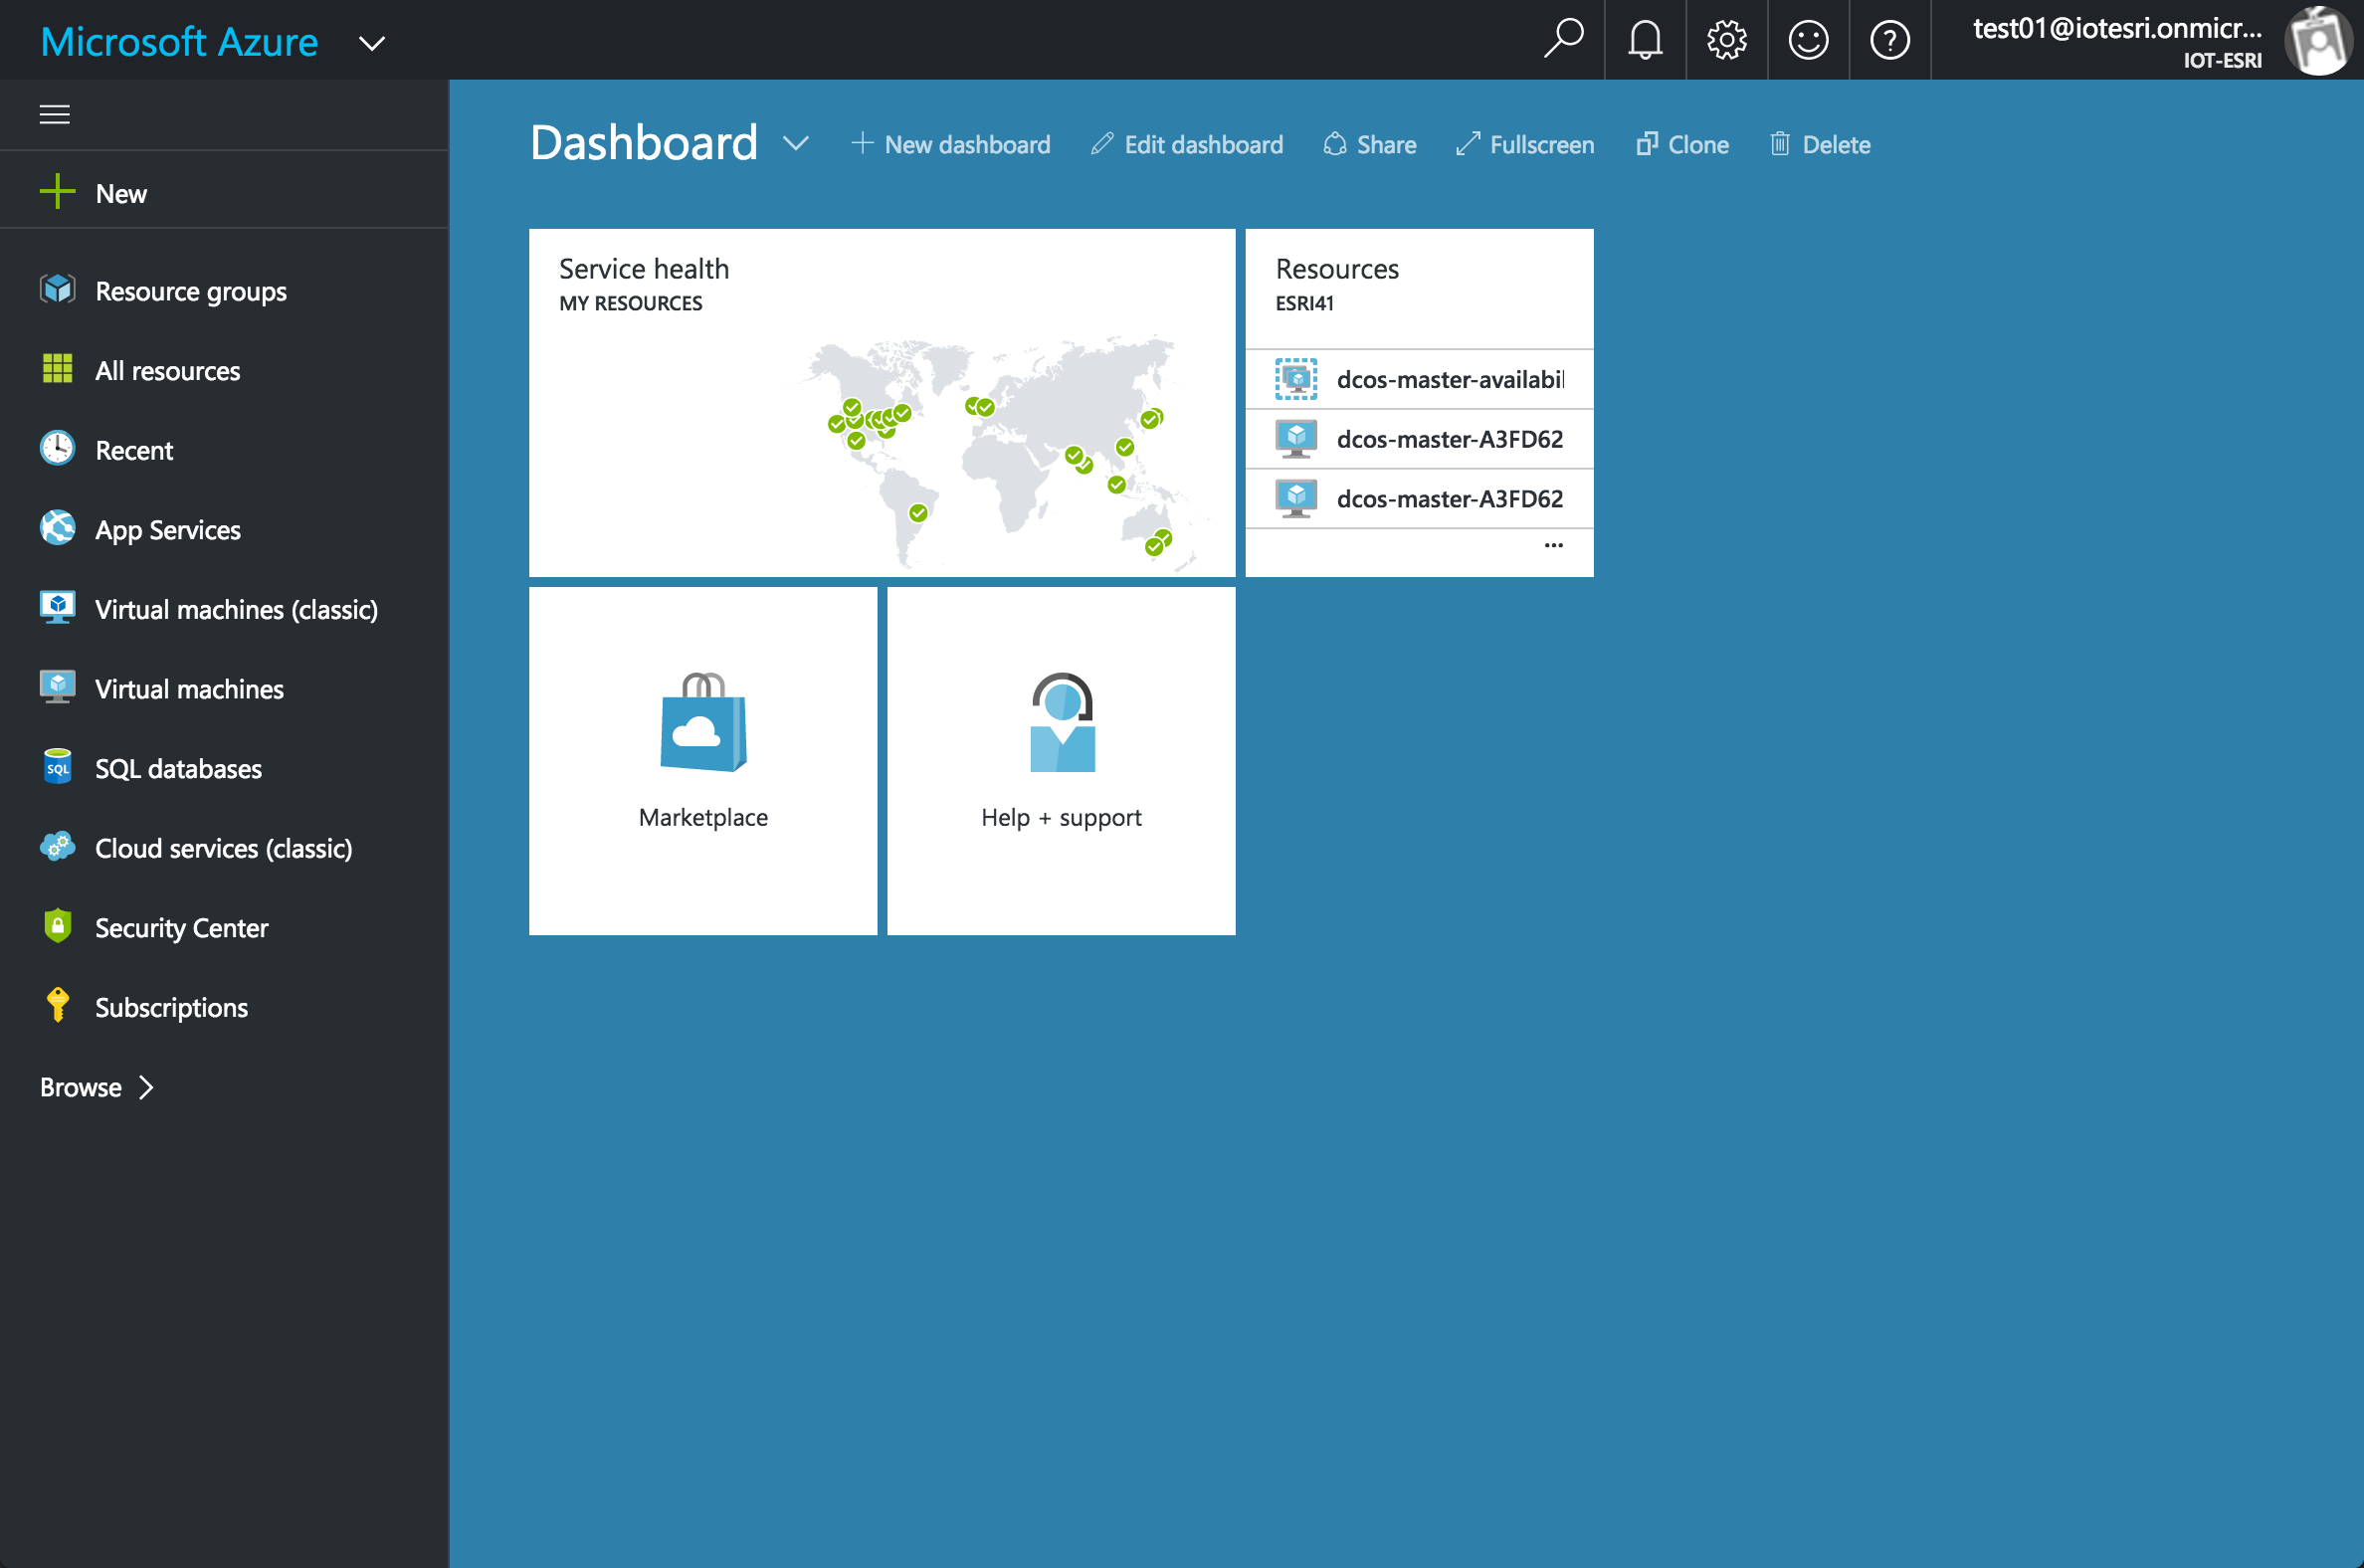 Microsoft Azure
test01@iotesri.onmicr...
IOT-ESRI
New
Resource groups
All resources
Recent
App Services
Virtual machines (classic)
Virtual machines
SQL
SQL databases
Cloud services (classic)
Security Center
Subscriptions
Browse
Dashboard
New dashboard
Edit dashboard
Share
Fullscreen
Clone
Delete
Service health
MY RESOURCES
Resources
ESRI41
dcos-master-availabil
dcos-master-A3FD62
dcos-master-A3FD62
...
Marketplace
Help + support